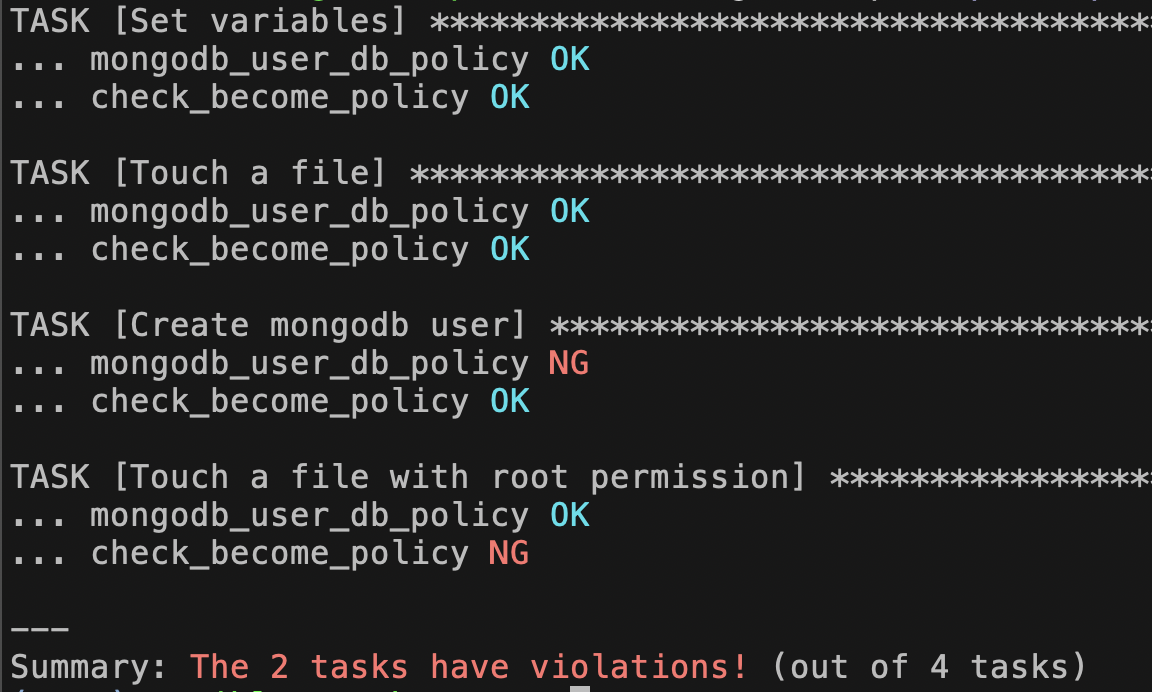 TASK [Set variables] ************************************
... mongodb_user_db_policy OK
... check_become_policy OK
TASK [Touch a file] *************************************
... mongodb_user_db_policy OK
... check_become_policy OK
TASK [Create mongodb user] ******************************
... mongodb_user_db_policy NG
... check_become_policy OK
TASK [Touch a file with root permission] ****************
... mongodb_user_db_policy OK
... check_become_policy NG
---
Summary: The 2 tasks have violations! (out of 4 tasks)